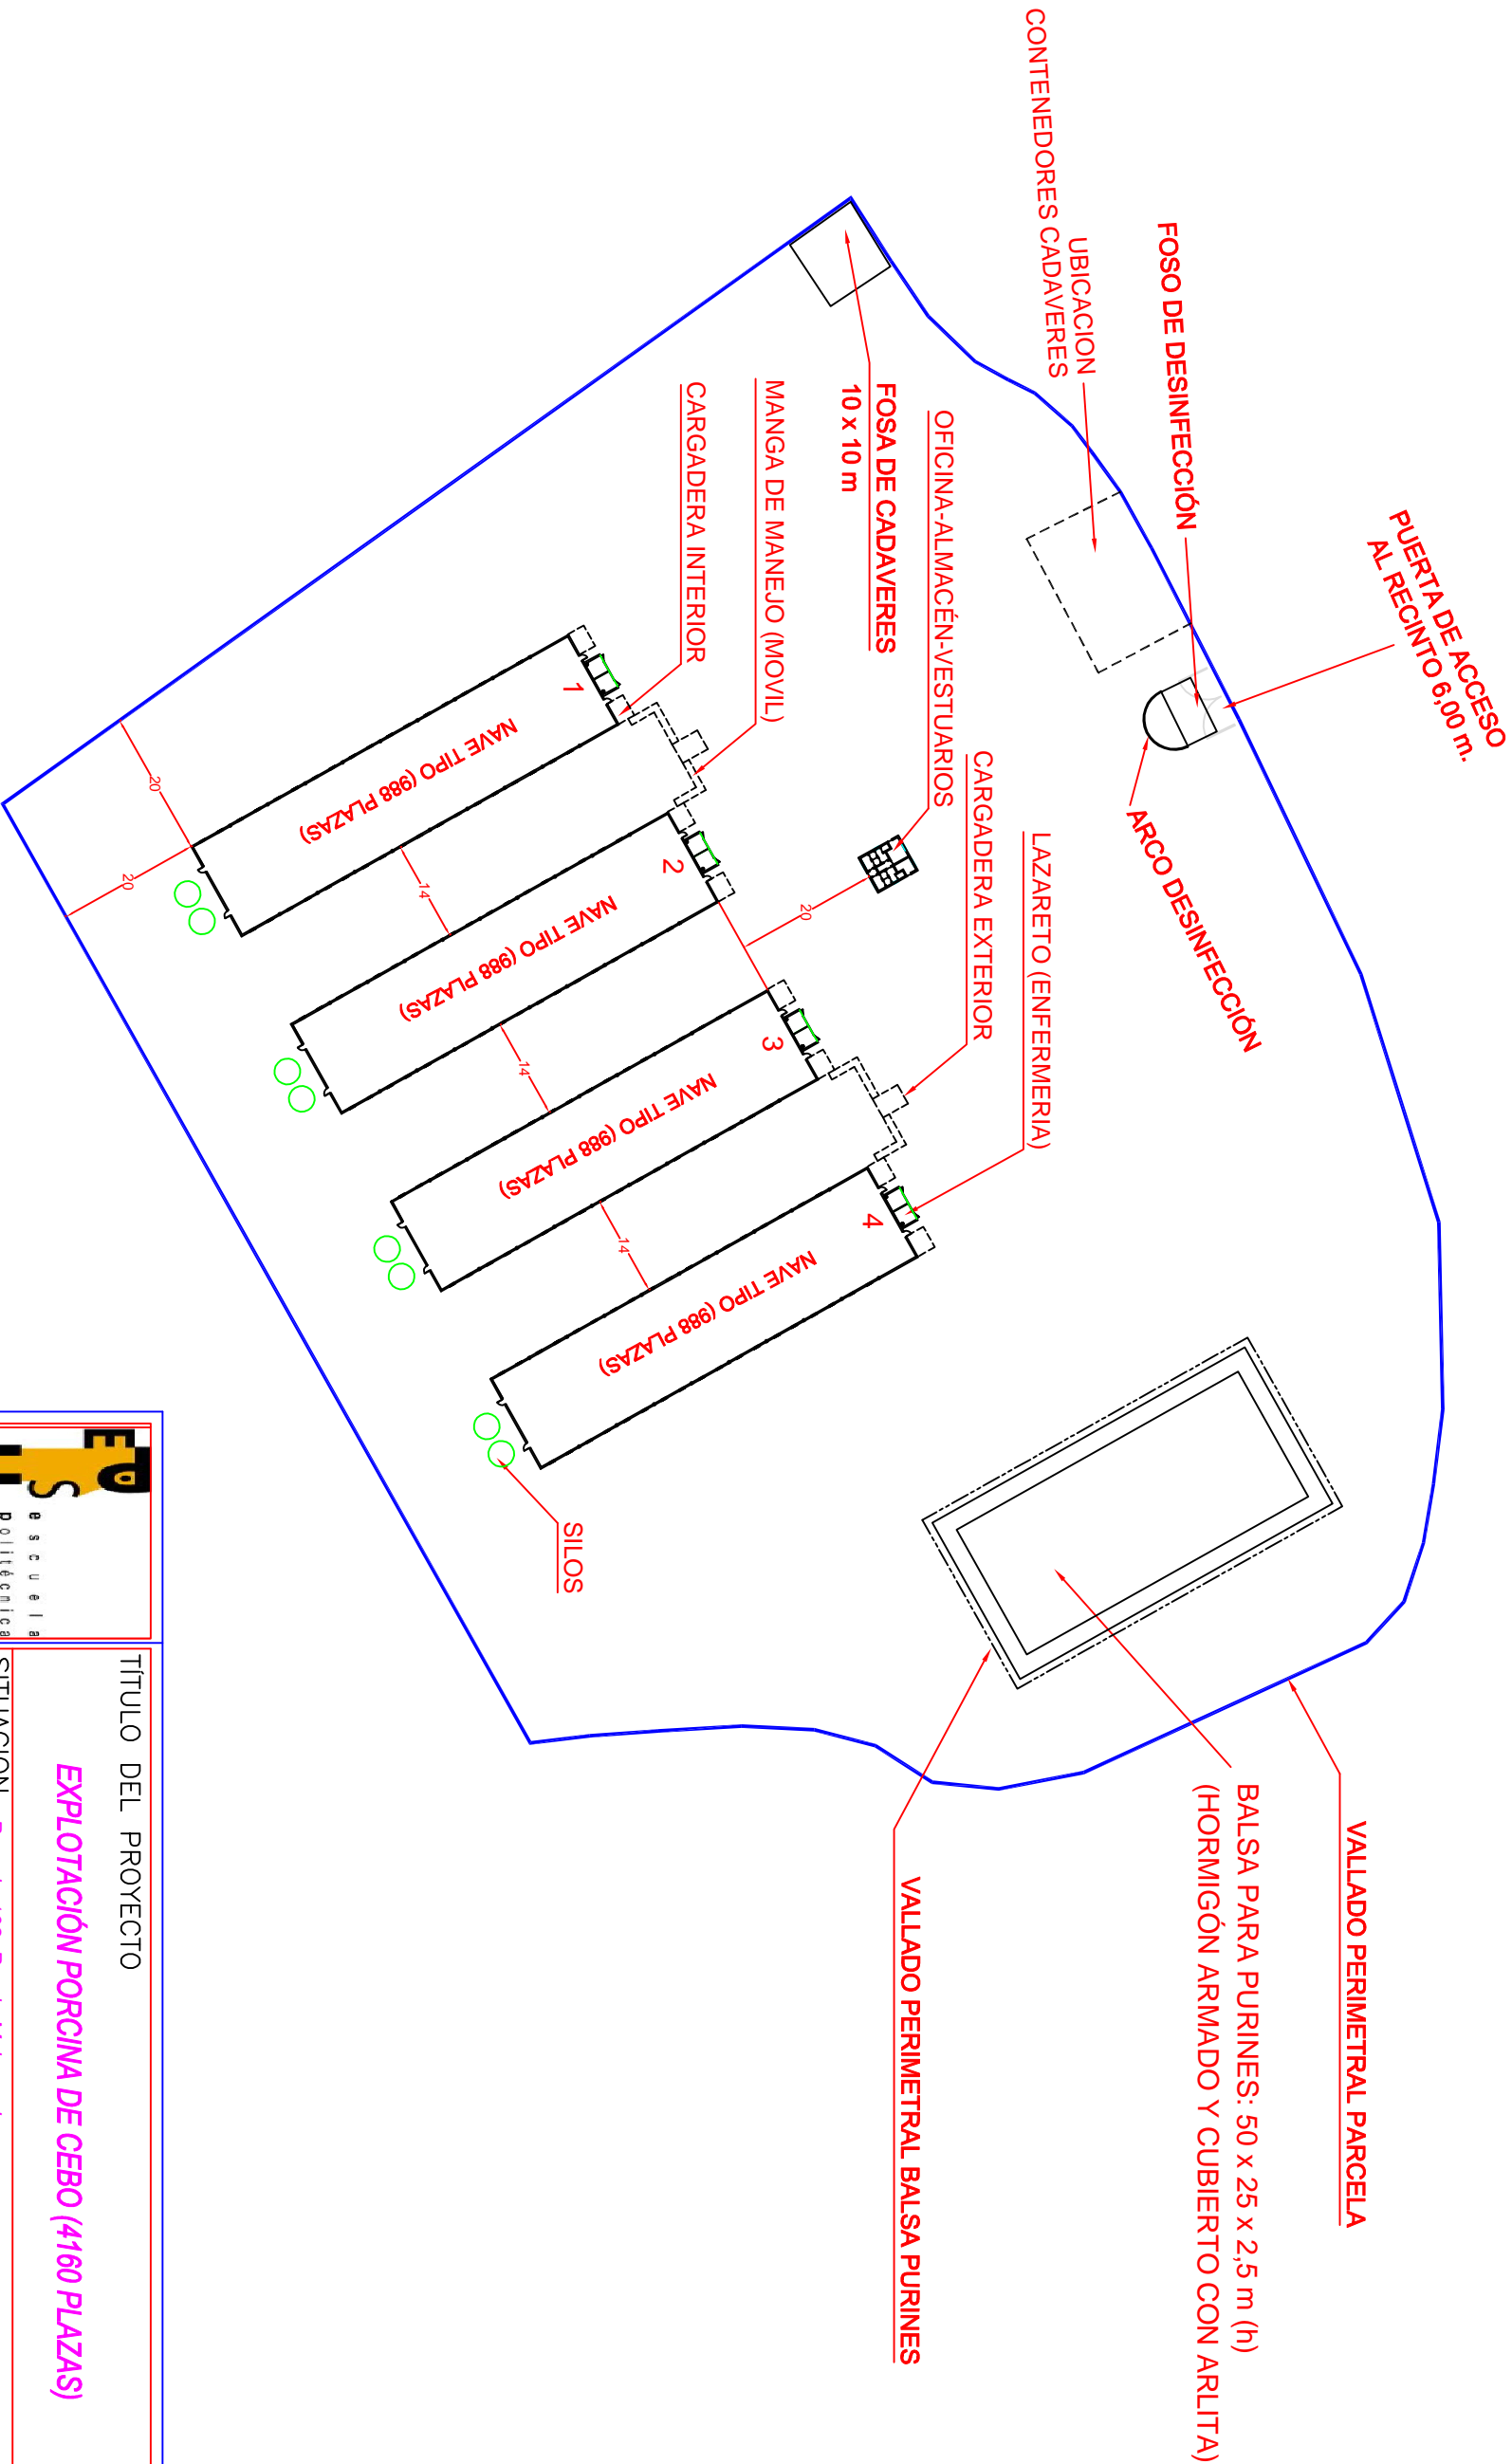 PUERTA DE ACCESO
AL RECINTO 6,00 m.
FOSO DE DESINFECCIÓN
UBICACION
CONTENEDORES CADAVERES
ARCO DESINFECCIÓN
LAZARETO (ENFERMERIA)
CARGADERA EXTERIOR
OFICINA-ALMACÉN-VESTUARIOS
FOSA DE CADAVERES
10 x 10 m
MANGA DE MANEJO (MOVIL)
CARGADERA INTERIOR
VALLADO PERIMETRAL PARCELA
BALSA PARA PURINES: 50 x 25 x 2,5 m (h)
(HORMIGÓN ARMADO Y CUBIERTO CON ARLITA)
VALLADO PERIMETRAL BALSA PURINES
1
NAVE TIPO (988 PLAZAS)
2
NAVE TIPO (988 PLAZAS)
3
NAVE TIPO (988 PLAZAS)
4
NAVE TIPO (988 PLAZAS)
20
20
20
14
14
14
SILOS
EP
S
escuela
politécnica
TÍTULO DEL PROYECTO
EXPLOTACIÓN PORCINA DE CEBO (4160 PLAZAS)
SITUACION